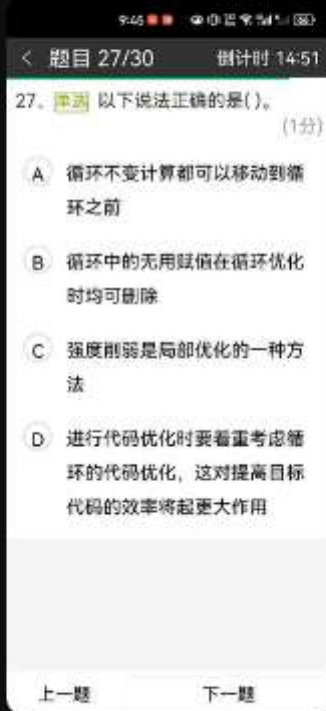 9:46
题目 27/30 倒计时 14:51
27、单选 以下说法正确的是( )。
(1分)
A 循环不变计算都可以移动到循
环之前
B 循环中的无用赋值在循环优化
时均可删除
C 强度削弱是局部优化的一种方
法
D 进行代码优化时要着重考虑循
环的代码优化，这对提高目标
代码的效率将起更大作用
上一题 下一题